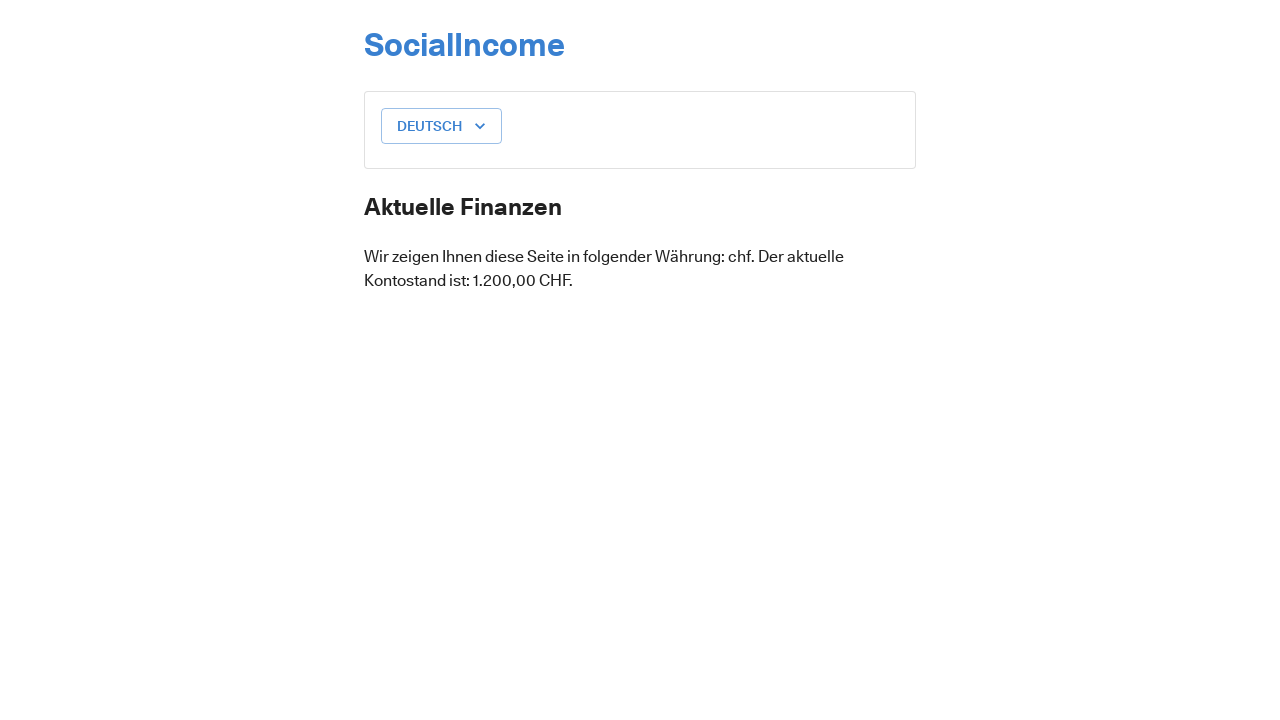 SocialIncome
DEUTSCH
Aktuelle Finanzen
Wir zeigen Ihnen diese Seite in folgender Währung: chf. Der aktuelle
Kontostand ist: 1.200,00 CHF.